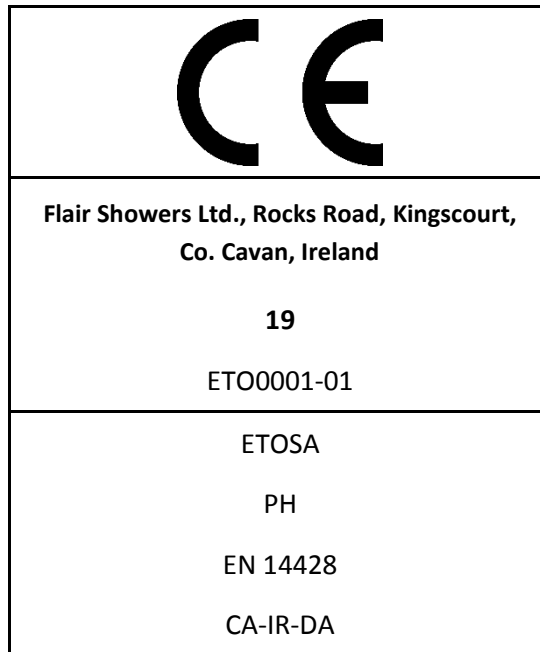 CE
Flair Showers Ltd., Rocks Road, Kingscourt,
Co. Cavan, Ireland
19
ETO0001-01
ETOSA
PH
EN 14428
CA-IR-DA